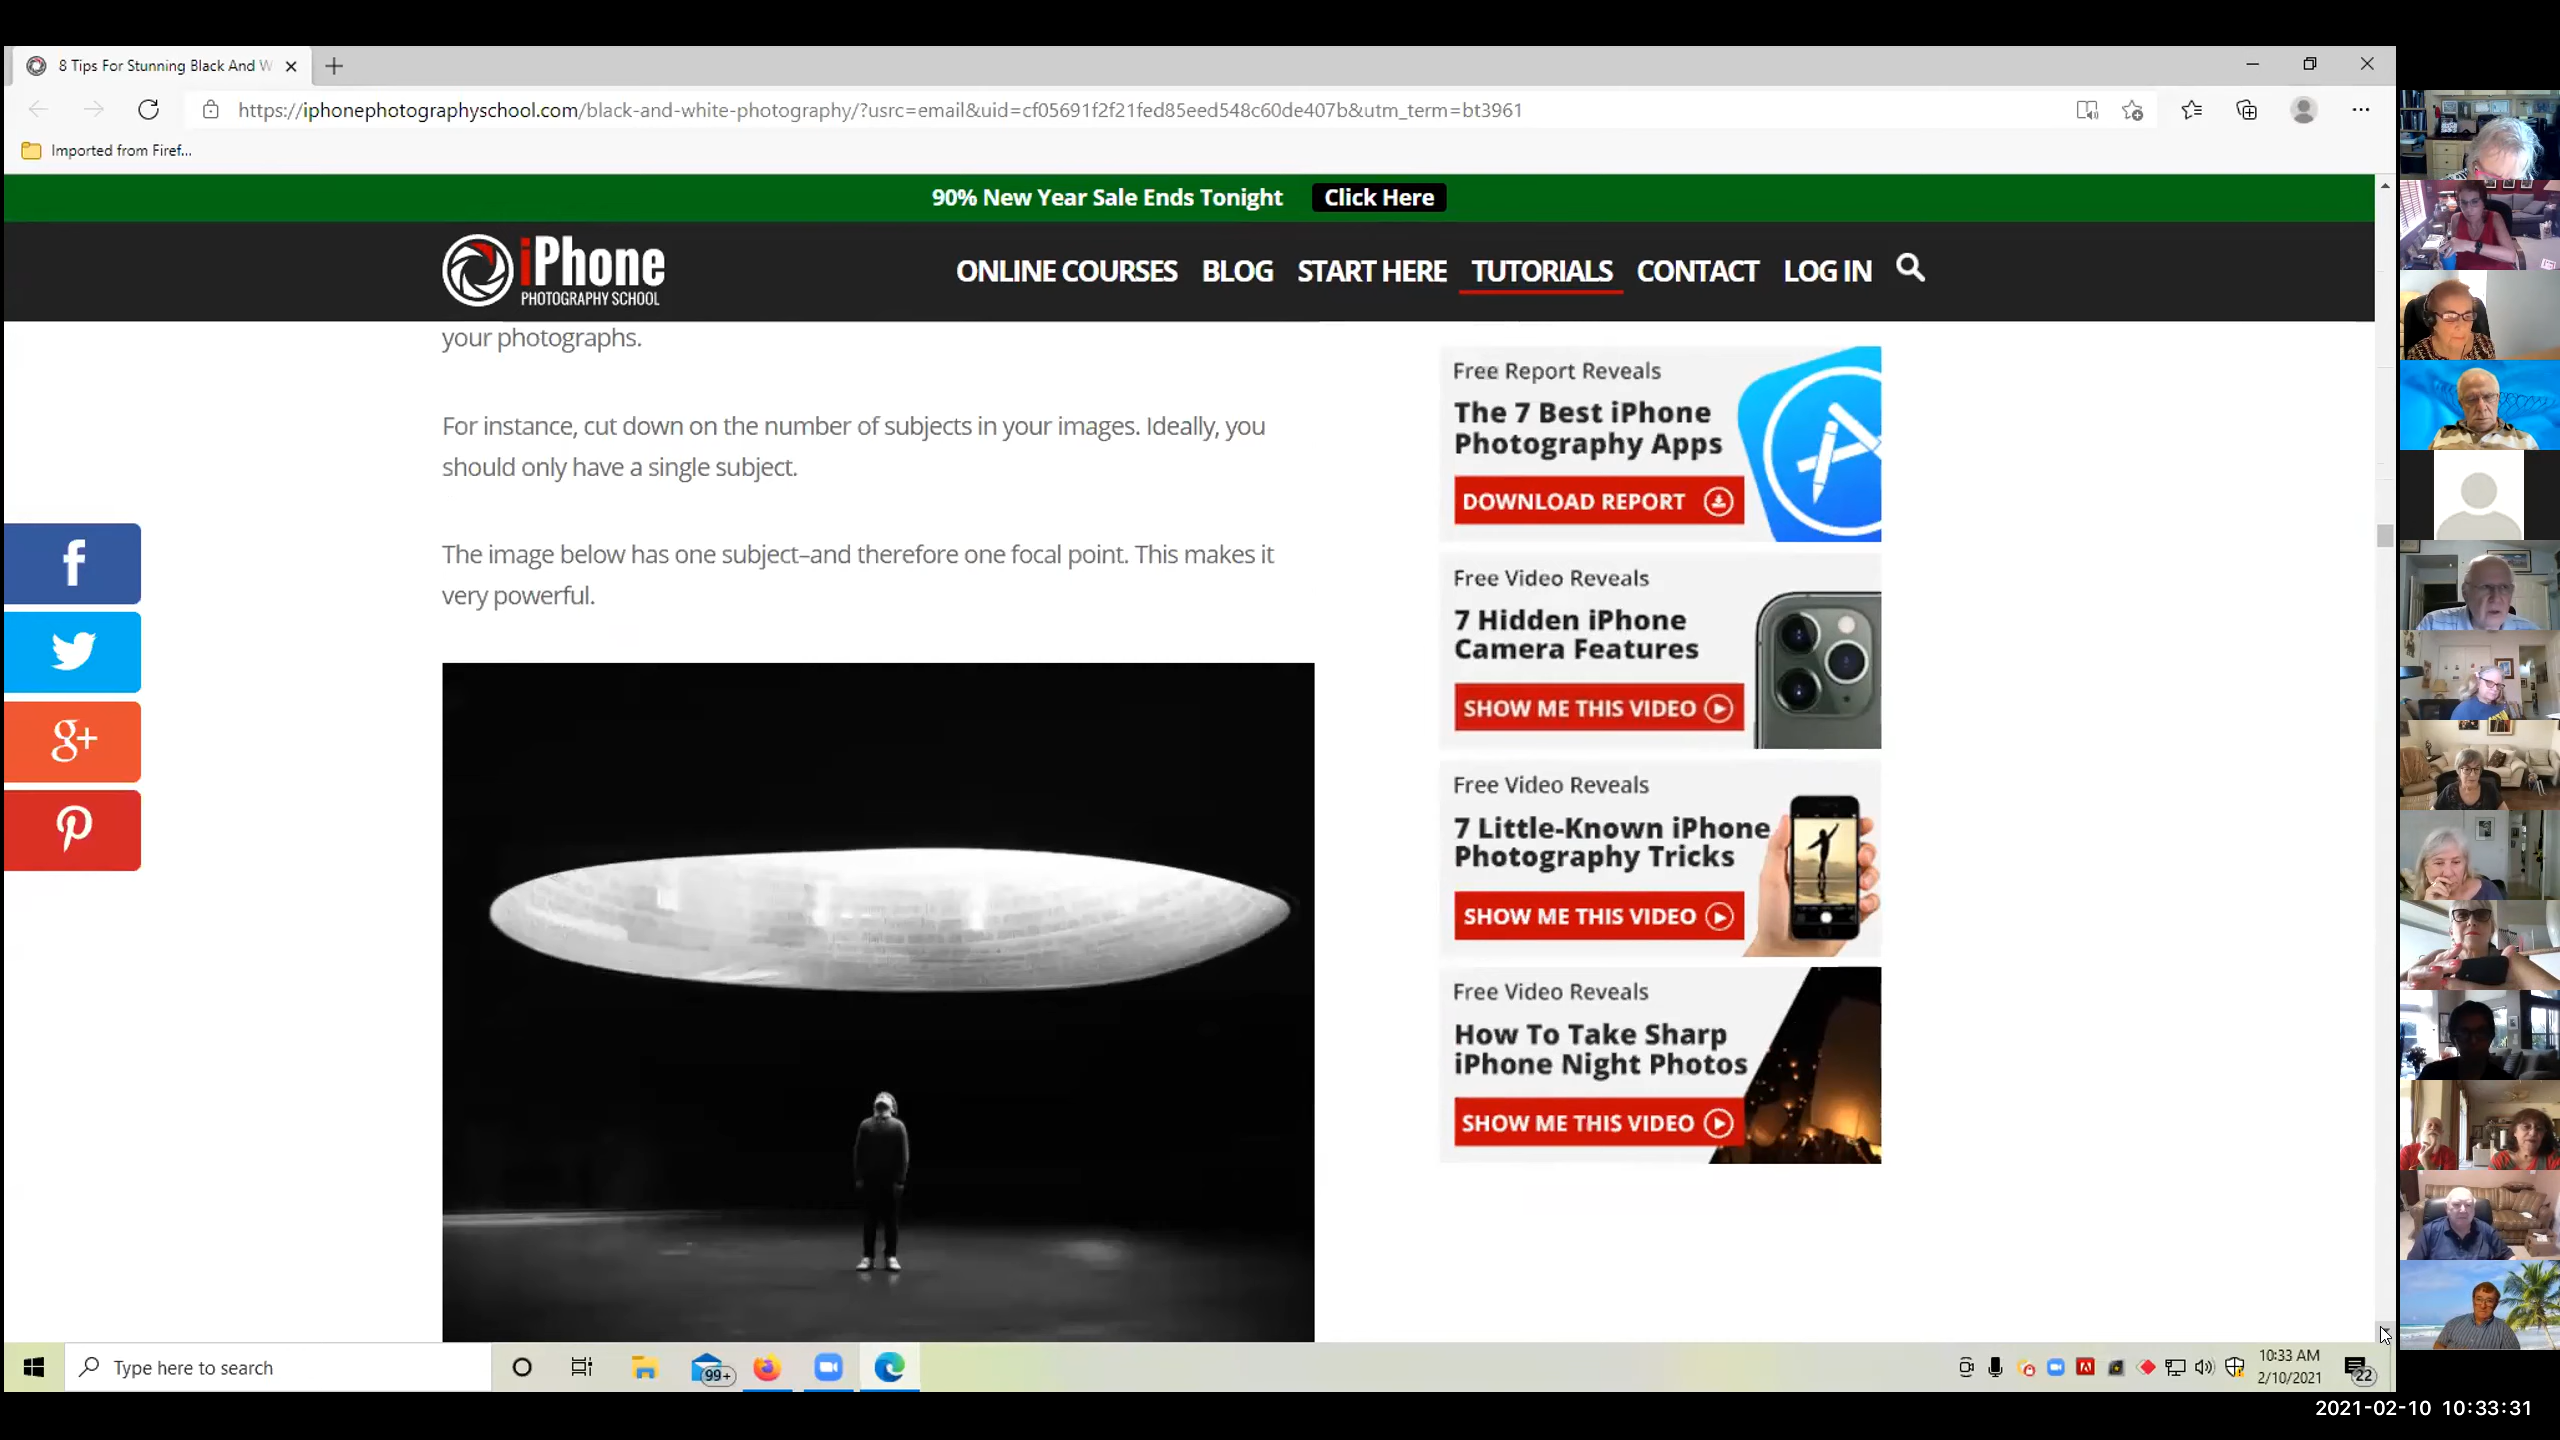 8 Tips For Stunning Black And W
https://iphonephotographyschool.com/black-and-white-photography/?usrc=email&uid=cf05691f2f21fed85eed548c60de407b&utm_term=bt3961
Imported from Firef...
90% New Year Sale Ends Tonight Click Here
iPhone
PHOTOGRAPHY SCHOOL
ONLINE COURSES BLOG START HERE TUTORIALS CONTACT LOG IN
your photographs.
For instance, cut down on the number of subjects in your images. Ideally, you
should only have a single subject.
The image below has one subject–and therefore one focal point. This makes it
very powerful.
f
g+
Free Report Reveals
The 7 Best iPhone
Photography Apps
DOWNLOAD REPORT
Free Video Reveals
7 Hidden iPhone
Camera Features
SHOW ME THIS VIDEO
Free Video Reveals
7 Little-Known iPhone
Photography Tricks
SHOW ME THIS VIDEO
Free Video Reveals
How To Take Sharp
iPhone Night Photos
SHOW ME THIS VIDEO
Type here to search
99+
10:33 AM
2/10/2021
22
2021-02-10 10:33:31